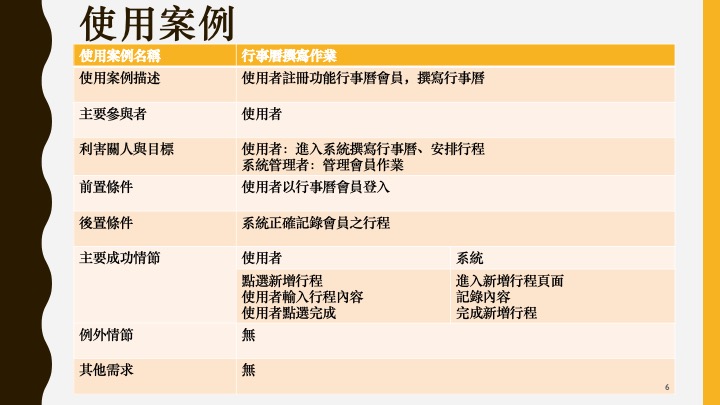 使用案例
使用案例名稱 行事曆撰寫作業
使用案例描述 使用者註冊功能行事曆會員，撰寫行事曆
主要參與者 使用者
利害關人與目標 使用者：進入系統撰寫行事曆、安排行程
系統管理者：管理會員作業
前置條件 使用者以行事曆會員登入
後置條件 系統正確記錄會員之行程
主要成功情節 使用者 系統
點選新增行程 進入新增行程頁面
使用者輸入行程內容 記錄內容
使用者點選完成 完成新增行程
例外情節 無
其他需求 無
6